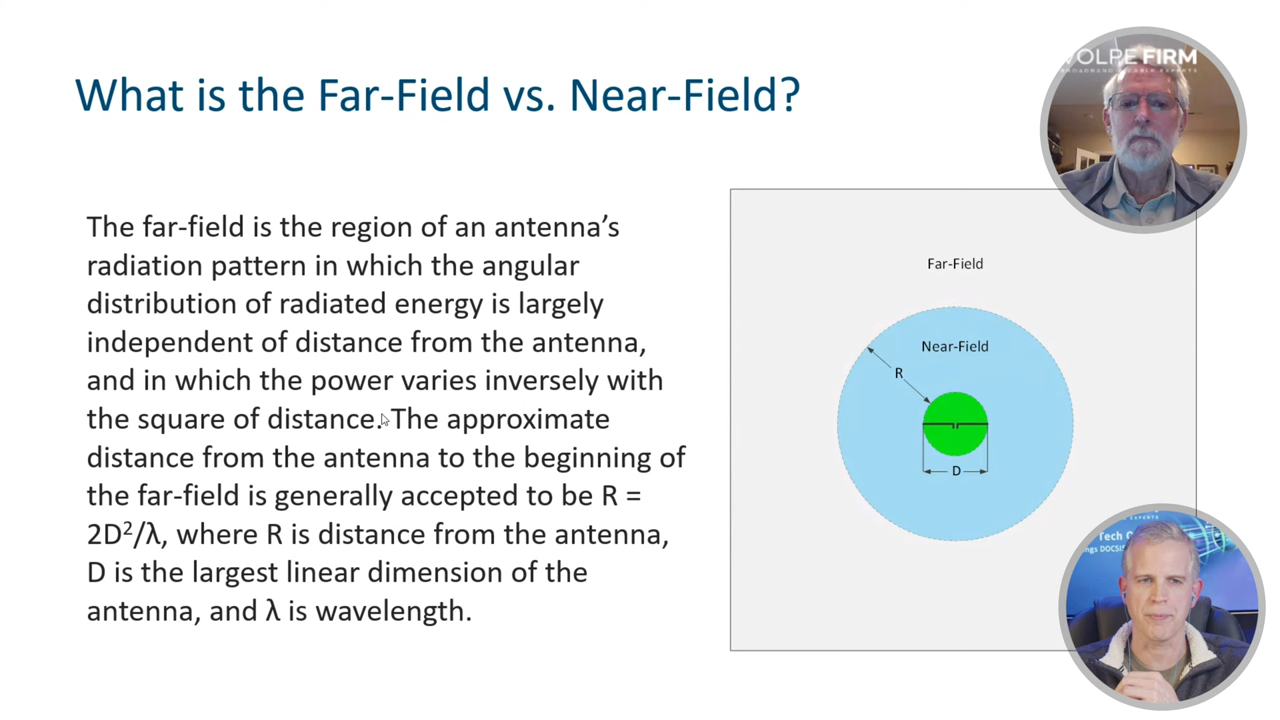 What is the Far-Field vs. Near-Field?
The far-field is the region of an antenna’s
radiation pattern in which the angular
distribution of radiated energy is largely
independent of distance from the antenna,
and in which the power varies inversely with
the square of distance. The approximate
distance from the antenna to the beginning of
the far-field is generally accepted to be R =
2D²/λ, where R is distance from the antenna,
D is the largest linear dimension of the
antenna, and λ is wavelength.
Far-Field
Near-Field
R
D
OLPE FIRM
Tech
DOCSIS